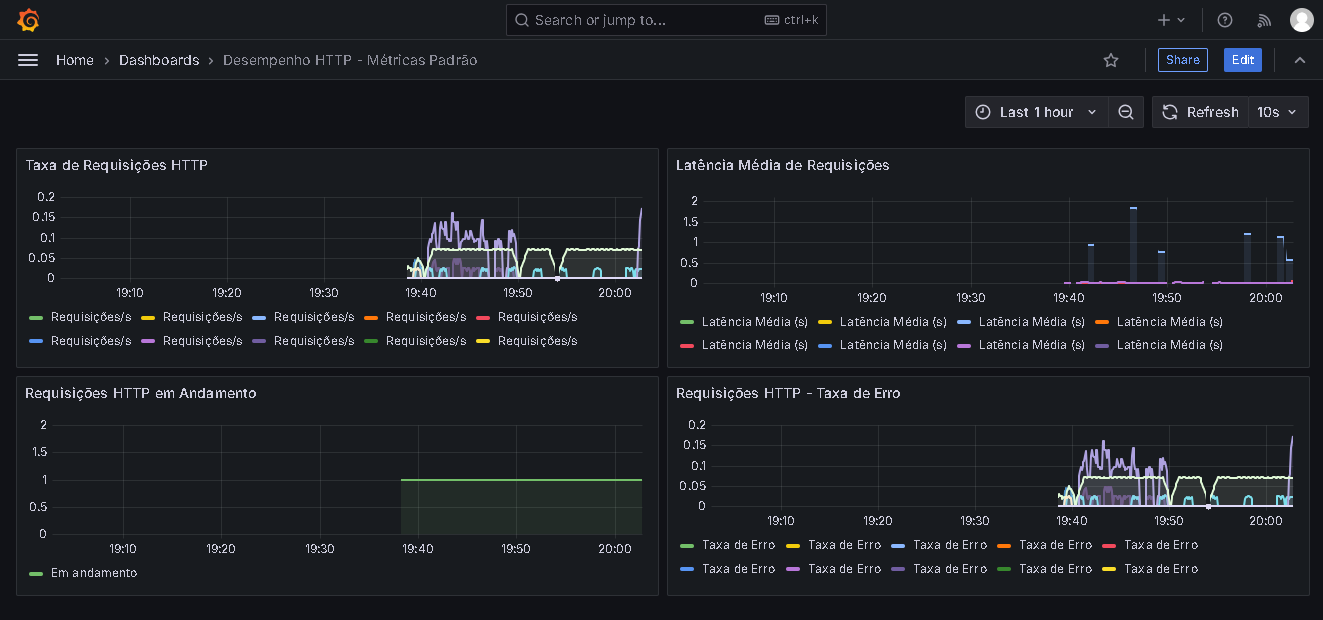 Search or jump to... ctrl+k
Home › Dashboards › Desempenho HTTP - Métricas Padrão
Share Edit
Last 1 hour Refresh 10s
Taxa de Requisições HTTP
0.2
0.15
0.1
0.05
0
19:10 19:20 19:30 19:40 19:50 20:00
Requisições/s Requisições/s Requisições/s Requisições/s Requisições/s
Requisições/s Requisições/s Requisições/s Requisições/s Requisições/s
Latência Média de Requisições
2
1.5
1
0.5
0
19:10 19:20 19:30 19:40 19:50 20:00
Latência Média (s) Latência Média (s) Latência Média (s) Latência Média (s)
Latência Média (s) Latência Média (s) Latência Média (s) Latência Média (s)
Requisições HTTP em Andamento
2
1.5
1
0.5
0
19:10 19:20 19:30 19:40 19:50 20:00
Em andamento
Requisições HTTP - Taxa de Erro
0.2
0.15
0.1
0.05
0
19:10 19:20 19:30 19:40 19:50 20:00
Taxa de Erro Taxa de Erro Taxa de Erro Taxa de Erro Taxa de Erro
Taxa de Erro Taxa de Erro Taxa de Erro Taxa de Erro Taxa de Erro